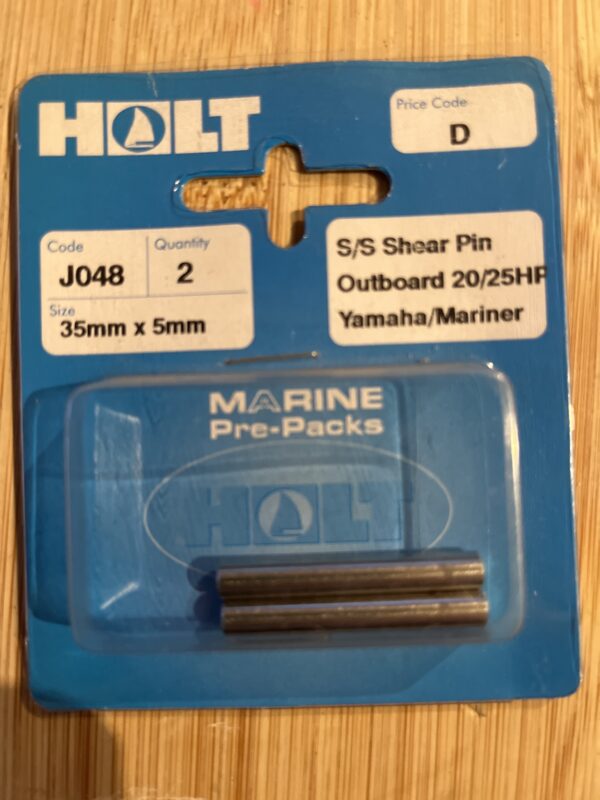 HOLT
Price Code
D
Code
J048
Quantity
2
Size
35mm x 5mm
S/S Shear Pin
Outboard 20/25HP
Yamaha/Mariner
MARINE
Pre-Packs
HOLT